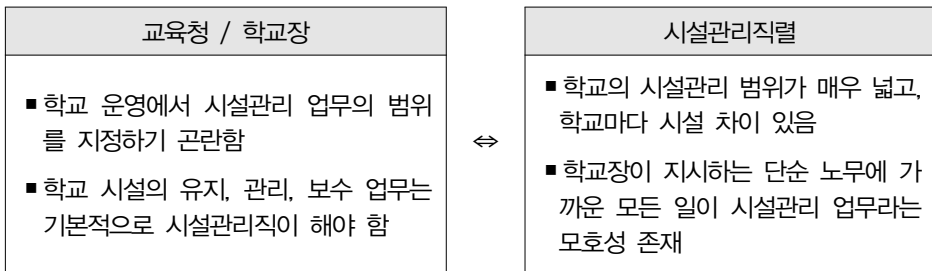 교육청 / 학교장
■ 학교 운영에서 시설관리 업무의 범위
를 지정하기 곤란함
■ 학교 시설의 유지, 관리, 보수 업무는
기본적으로 시설관리직이 해야 함
⇔
시설관리직렬
■ 학교의 시설관리 범위가 매우 넓고,
학교마다 시설 차이 있음
■ 학교장이 지시하는 단순 노무에 가
까운 모든 일이 시설관리 업무라는
모호성 존재